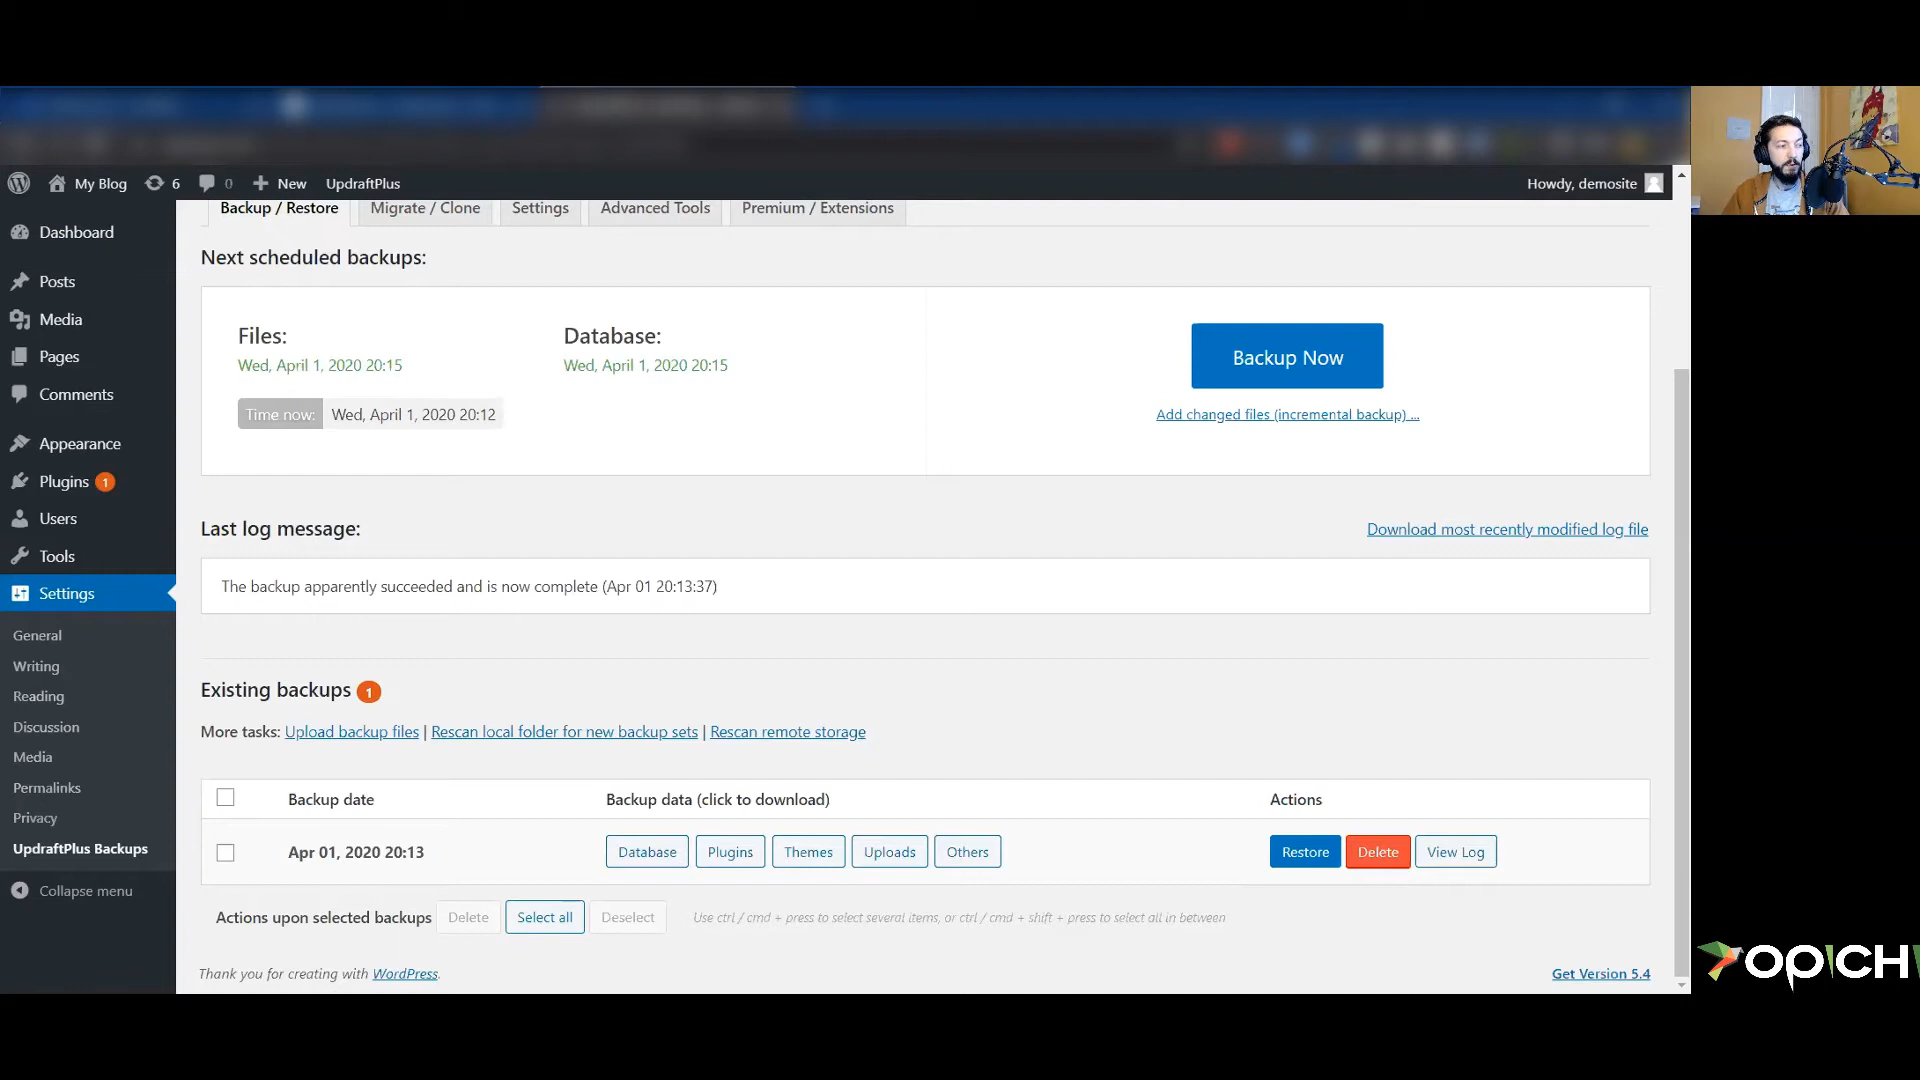 My Blog 6 0 New UpdraftPlus Howdy, demosite
Dashboard
Posts
Media
Pages
Comments
Appearance
Plugins 1
Users
Tools
Settings
General
Writing
Reading
Discussion
Media
Permalinks
Privacy
UpdraftPlus Backups
Collapse menu
Backup / Restore Migrate / Clone Settings Advanced Tools Premium / Extensions
Next scheduled backups:
Files: Database:
Wed, April 1, 2020 20:15 Wed, April 1, 2020 20:15
Time now: Wed, April 1, 2020 20:12
Backup Now
Add changed files (incremental backup) ...
Last log message: Download most recently modified log file
The backup apparently succeeded and is now complete (Apr 01 20:13:37)
Existing backups 1
More tasks: Upload backup files | Rescan local folder for new backup sets | Rescan remote storage
Backup date Backup data (click to download) Actions
Apr 01, 2020 20:13 Database Plugins Themes Uploads Others Restore Delete View Log
Actions upon selected backups Delete Select all Deselect Use ctrl / cmd + press to select several items, or ctrl / cmd + shift + press to select all in between
Thank you for creating with WordPress. Get Version 5.4